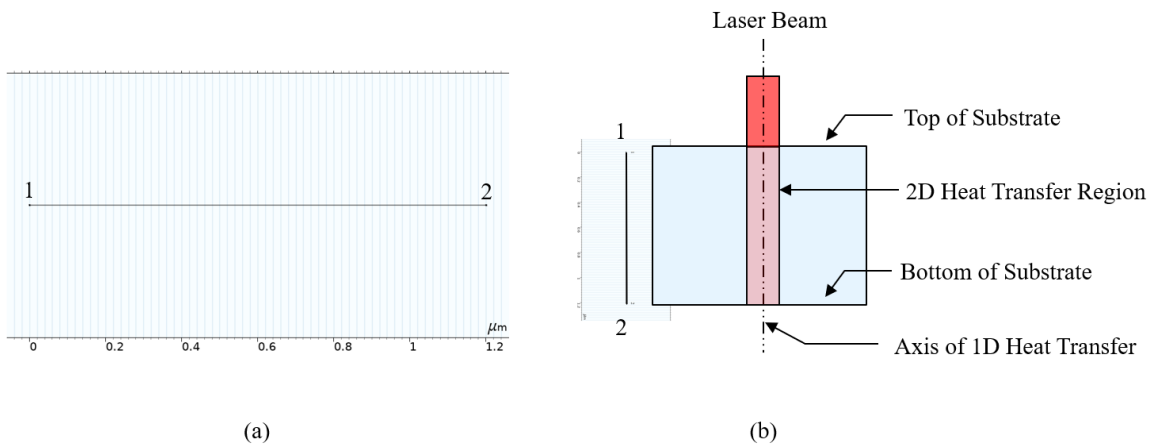 Laser Beam
Top of Substrate
1
1
2
2D Heat Transfer Region
Bottom of Substrate
2
μm
0 0.2 0.4 0.6 0.8 1 1.2
Axis of 1D Heat Transfer
(a)
(b)